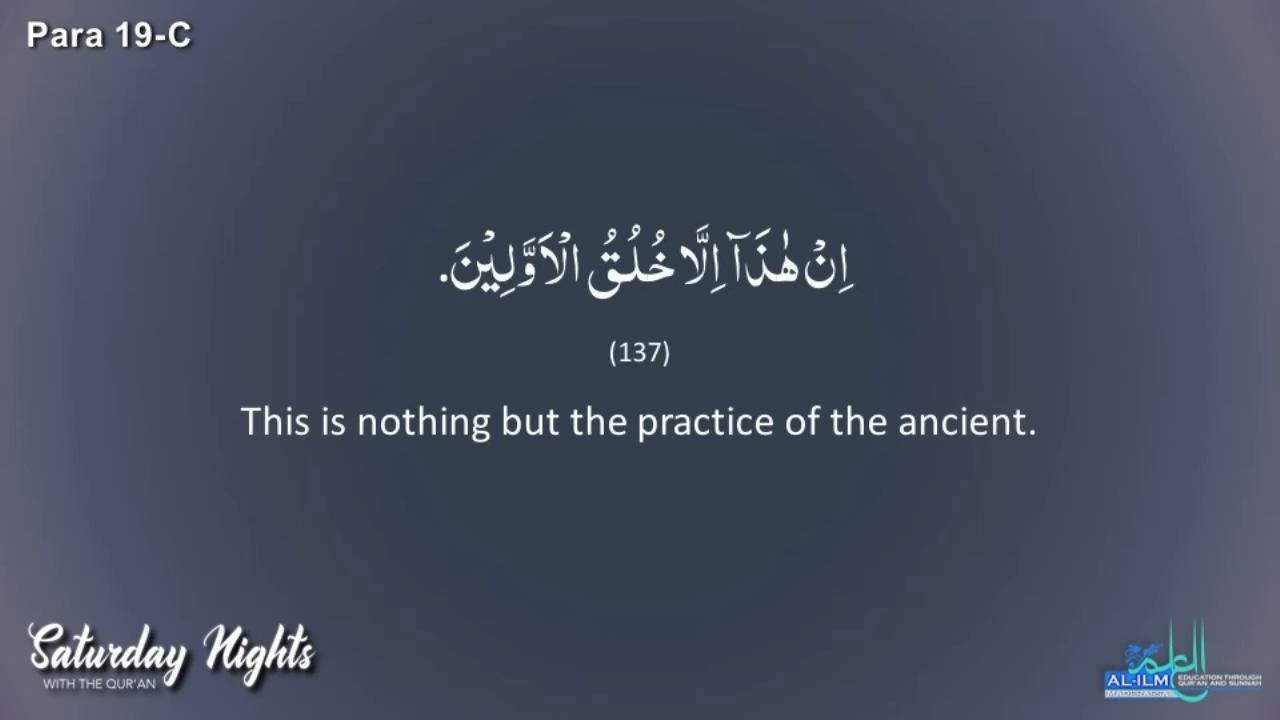 Para 19-C
اِنْ هٰذَاۤ اِلَّا خُلُقُ الْاَوَّلِیْنَ.
(137)
This is nothing but the practice of the ancient.
Saturday Nights
WITH THE QUR'AN
العلم
AL-ILM
MADRASSA
EDUCATION THROUGH
QUR'AN AND SUNNAH